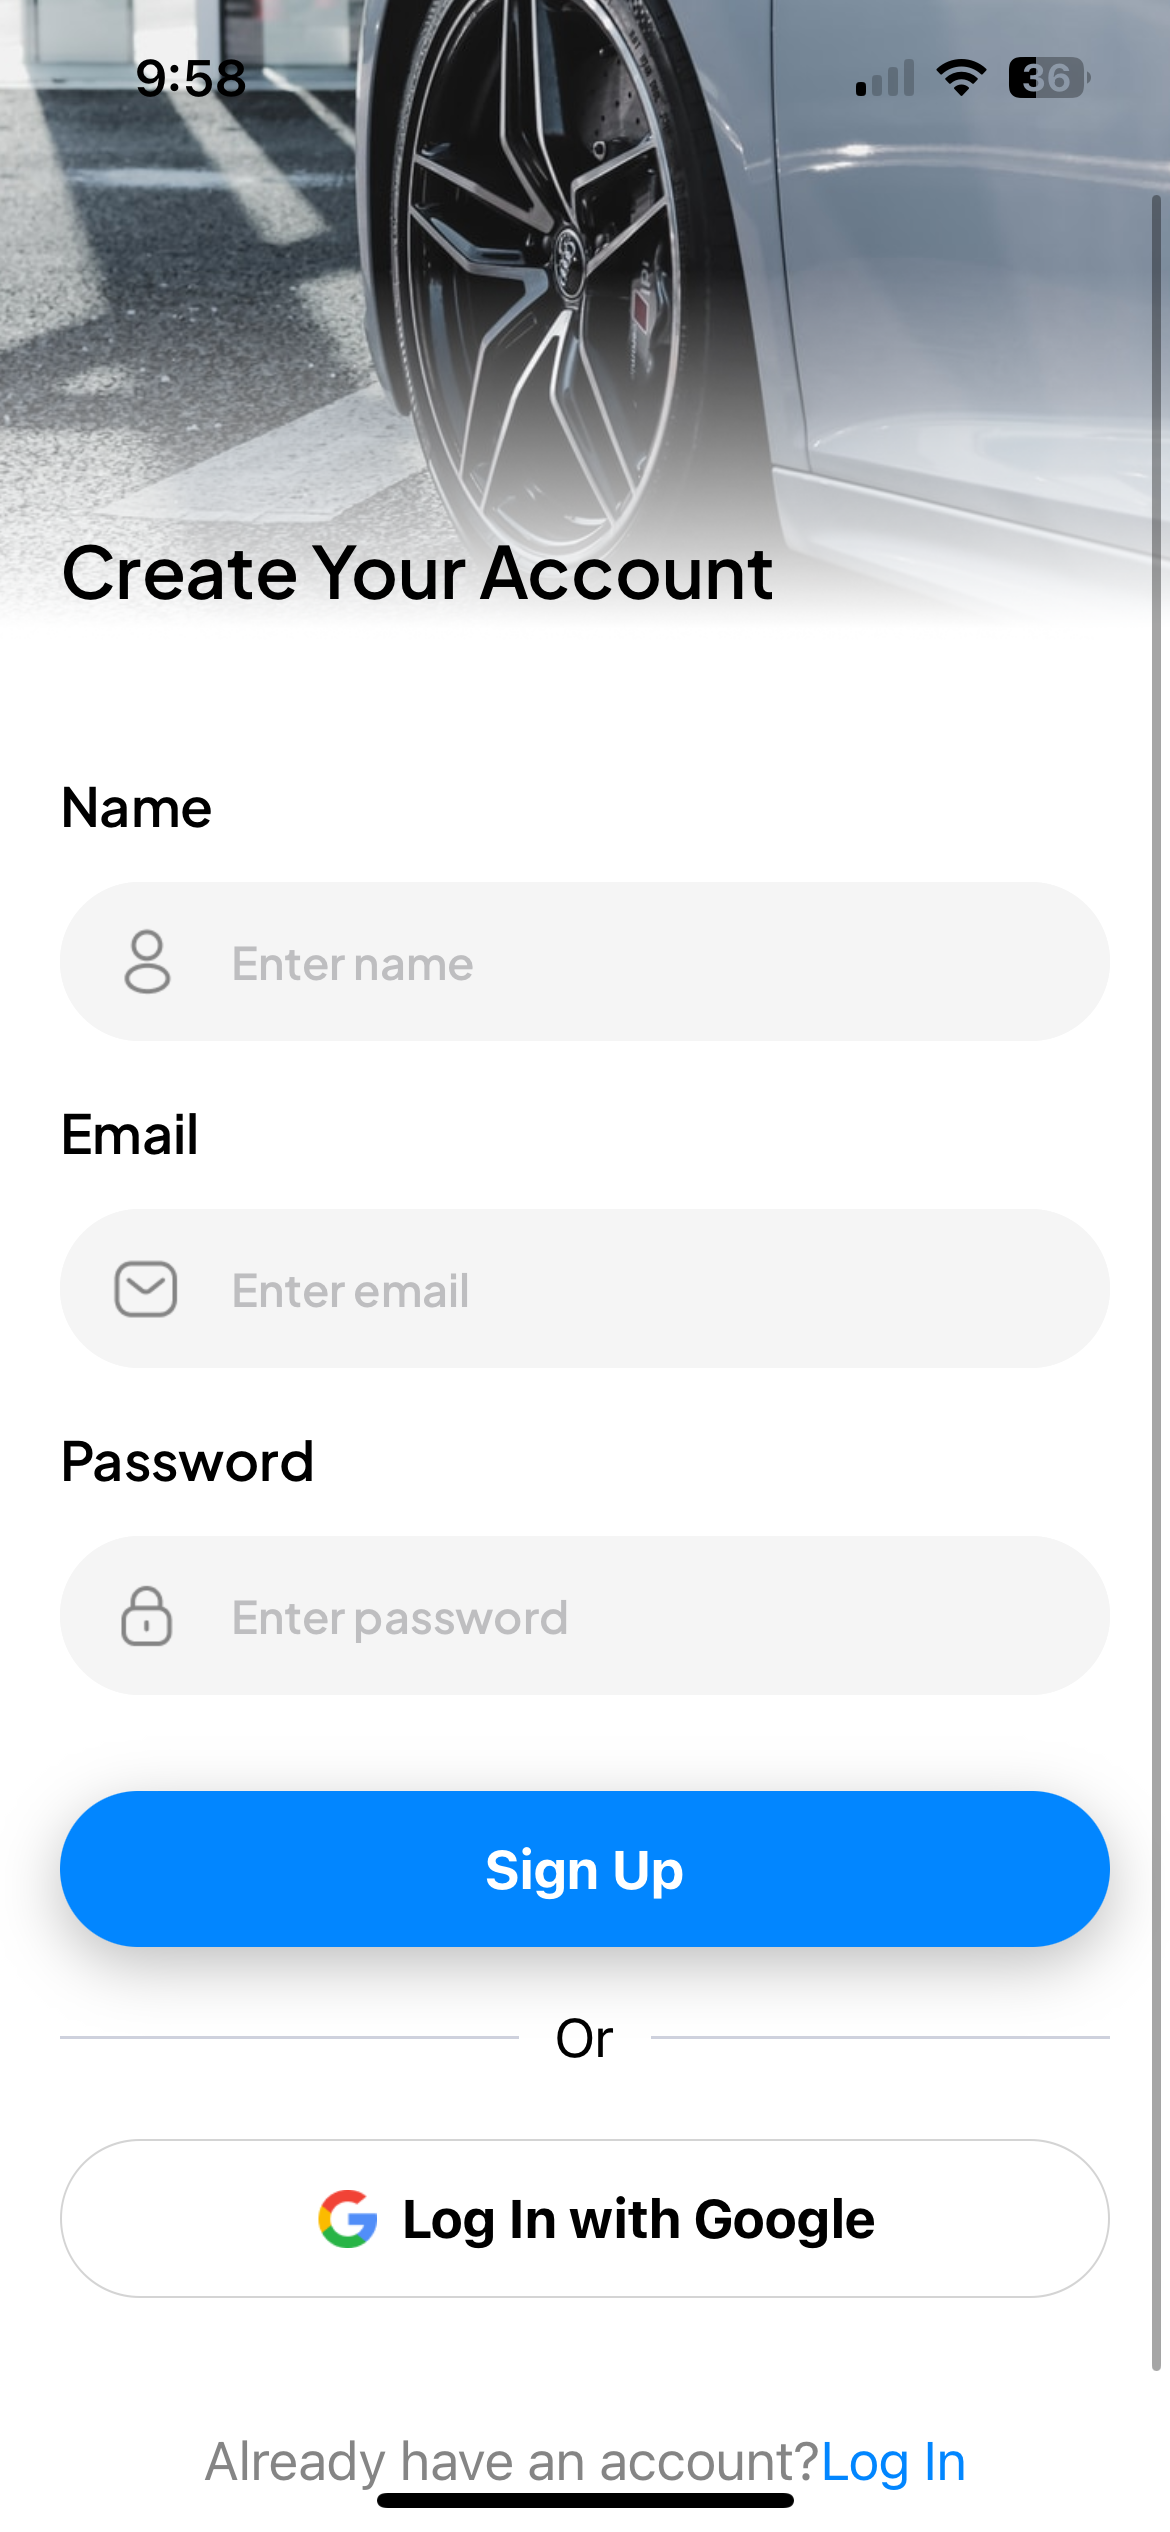 9:58
36
Create Your Account
Name
Enter name
Email
Enter email
Password
Enter password
Sign Up
Or
Log In with Google
Already have an account?Log In